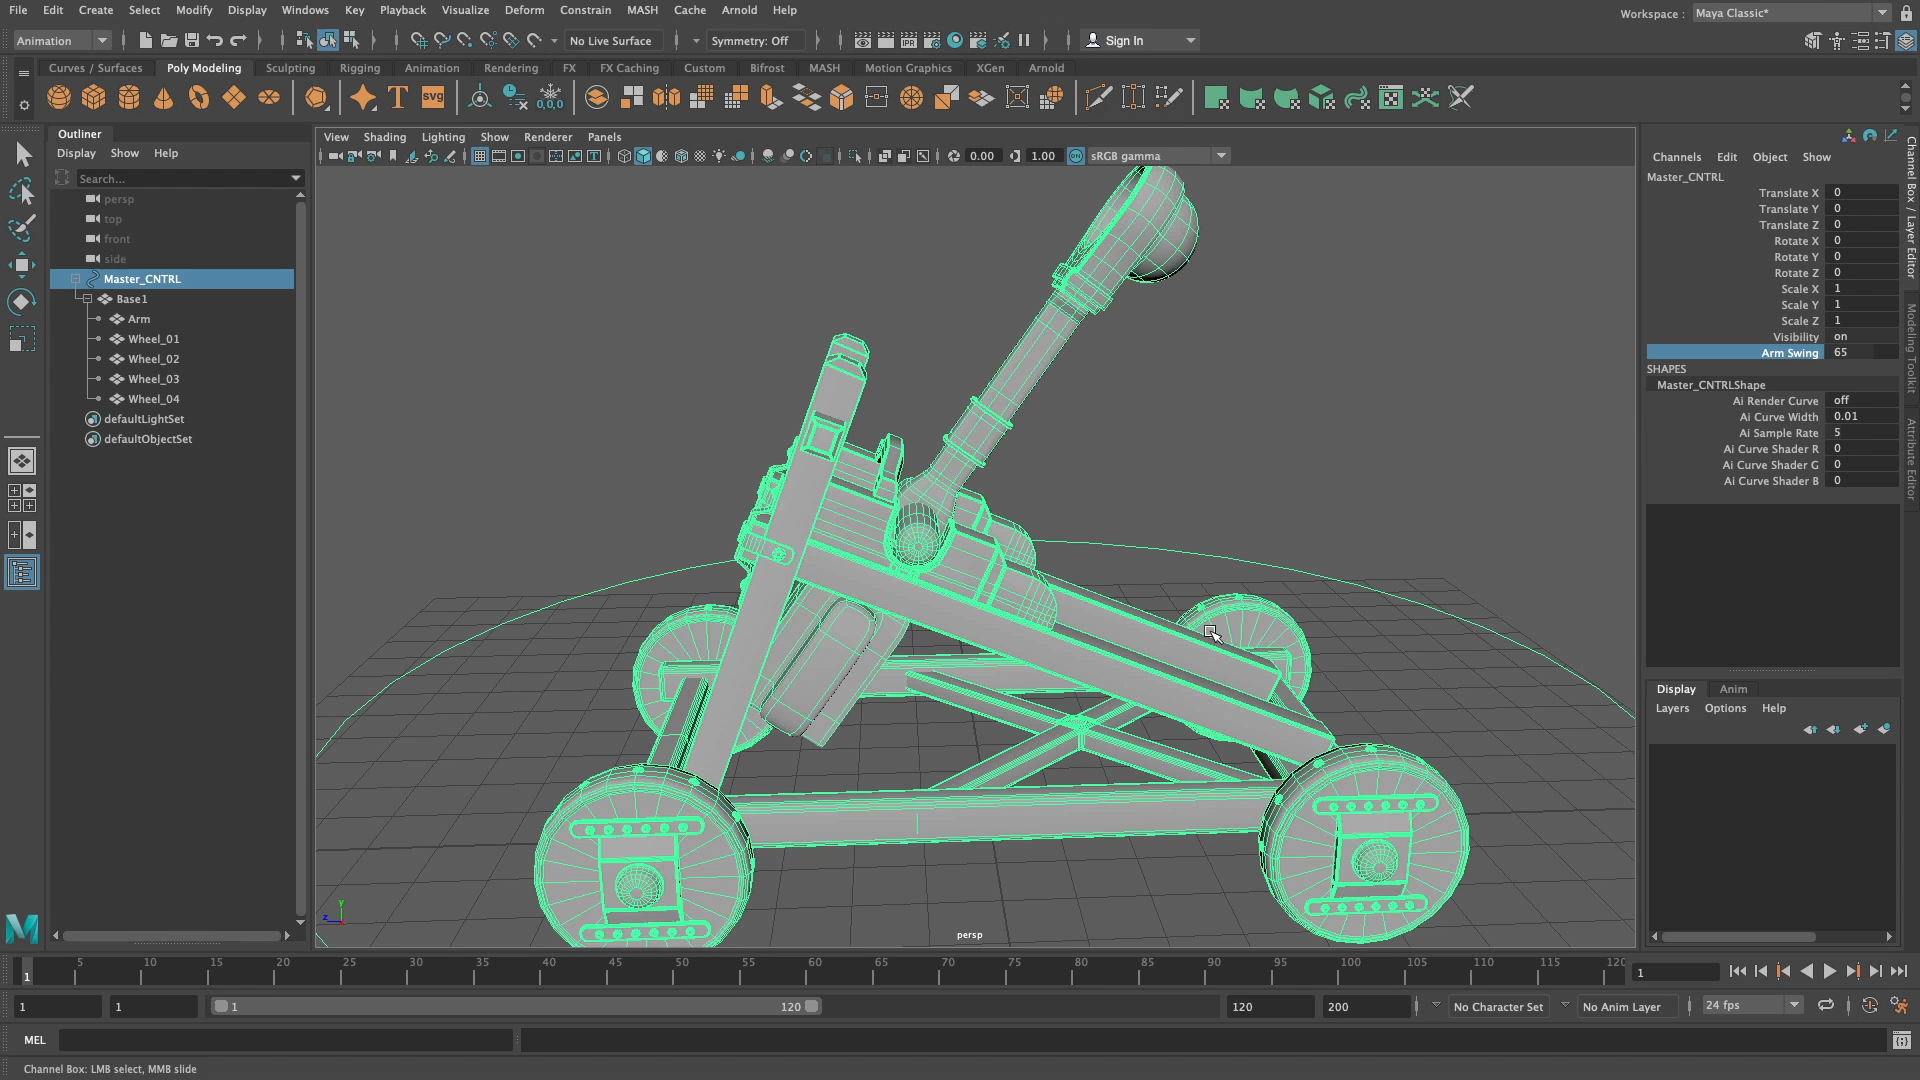 File Edit Create Select Modify Display Windows Key Playback Visualize Deform Constrain MASH Cache Arnold Help
Workspace : Maya Classic*
Animation No Live Surface Symmetry: Off IPR Sign In
Curves / Surfaces Poly Modeling Sculpting Rigging Animation Rendering FX FX Caching Custom Bifrost MASH Motion Graphics XGen Arnold
T SVG 0,0,0
Outliner
Display Show Help
Search...
persp
top
front
side
Master_CNTRL
Base1
Arm
Wheel_01
Wheel_02
Wheel_03
Wheel_04
defaultLightSet
defaultObjectSet
View Shading Lighting Show Renderer Panels
0.00 1.00 ON sRGB gamma
y
z
persp
Channels Edit Object Show
Master_CNTRL
Translate X 0
Translate Y 0
Translate Z 0
Rotate X 0
Rotate Y 0
Rotate Z 0
Scale X 1
Scale Y 1
Scale Z 1
Visibility on
Arm Swing 65
SHAPES
Master_CNTRLShape
Ai Render Curve off
Ai Curve Width 0.01
Ai Sample Rate 5
Ai Curve Shader R 0
Ai Curve Shader G 0
Ai Curve Shader B 0
Channel Box / Layer Editor
Modeling Toolkit
Attribute Editor
Display Anim
Layers Options Help
1 5 10 15 20 25 30 35 40 45 50 55 60 65 70 75 80 85 90 95 100 105 110 115 120
1
1 1 1 120 120 200 No Character Set No Anim Layer 24 fps
MEL
Channel Box: LMB select, MMB slide